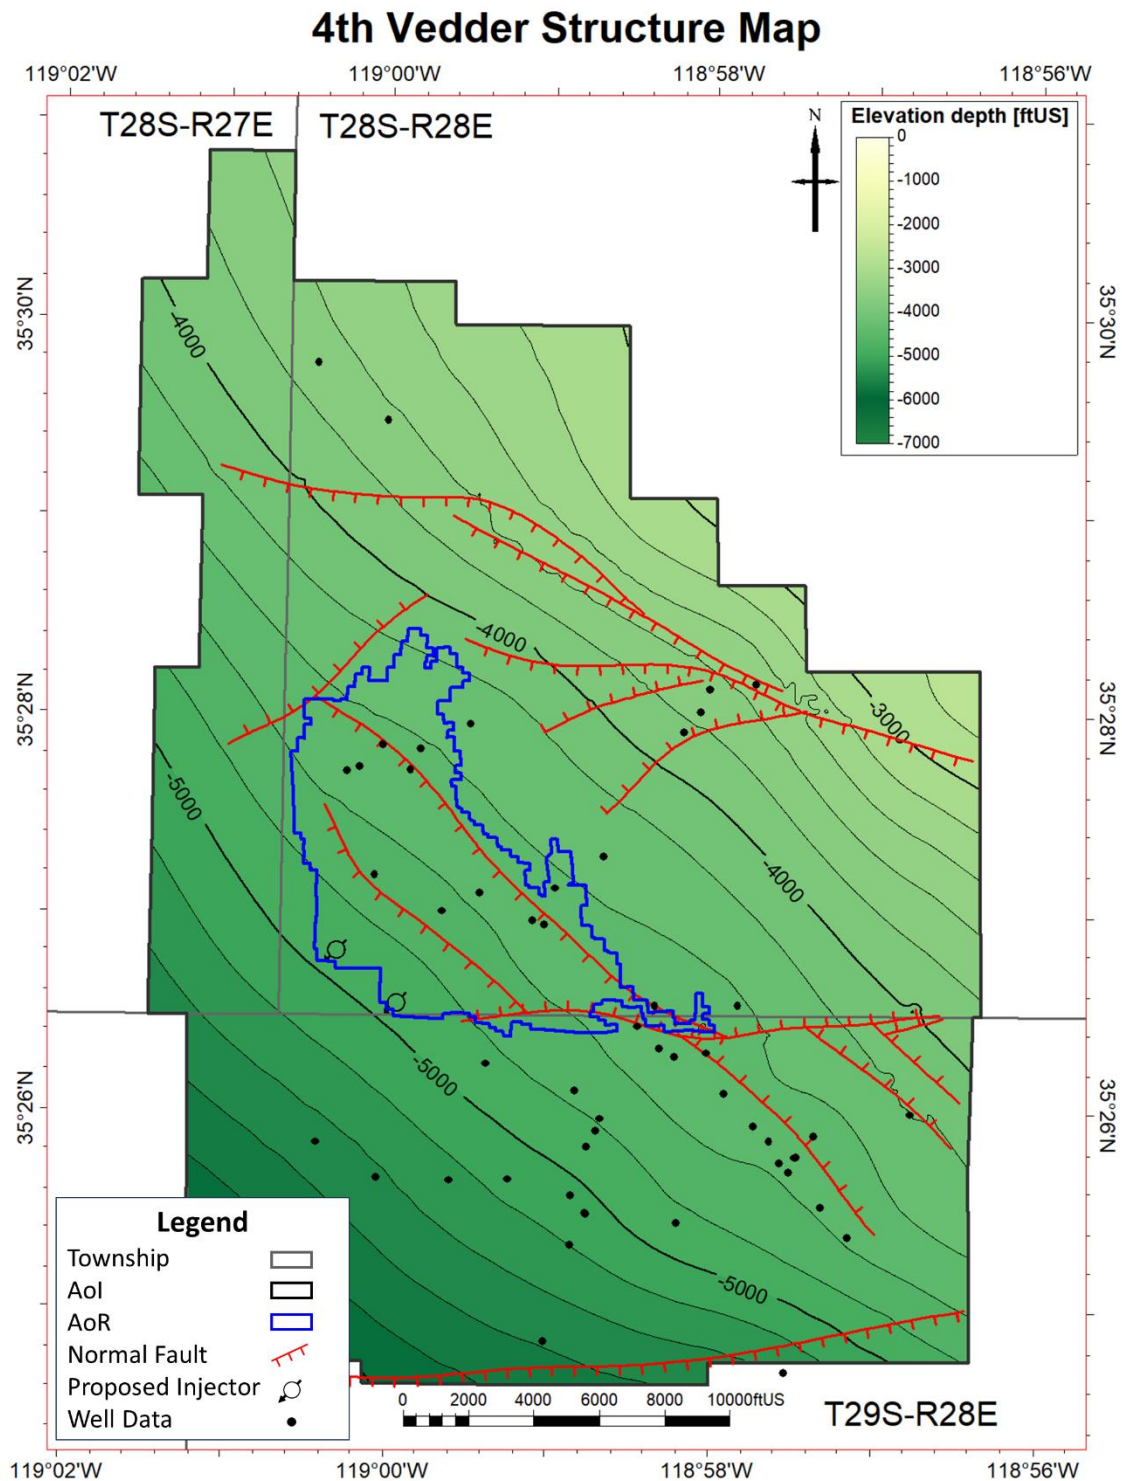 4th Vedder Structure Map
119°02'W 119°00'W 118°58'W 118°56'W
T28S-R27E T28S-R28E
N
Elevation depth [ftUS]
0
-1000
-2000
-3000
-4000
-5000
-6000
-7000
35°30'N
35°30'N
-4000
-4000
35°28'N
35°28'N
-3000
-5000
-4000
-5000
35°26'N
35°26'N
-5000
Legend
Township
AoI
AoR
Normal Fault
Proposed Injector
Well Data
0 2000 4000 6000 8000 10000ftUS
T29S-R28E
119°02'W 119°00'W 118°58'W 118°56'W